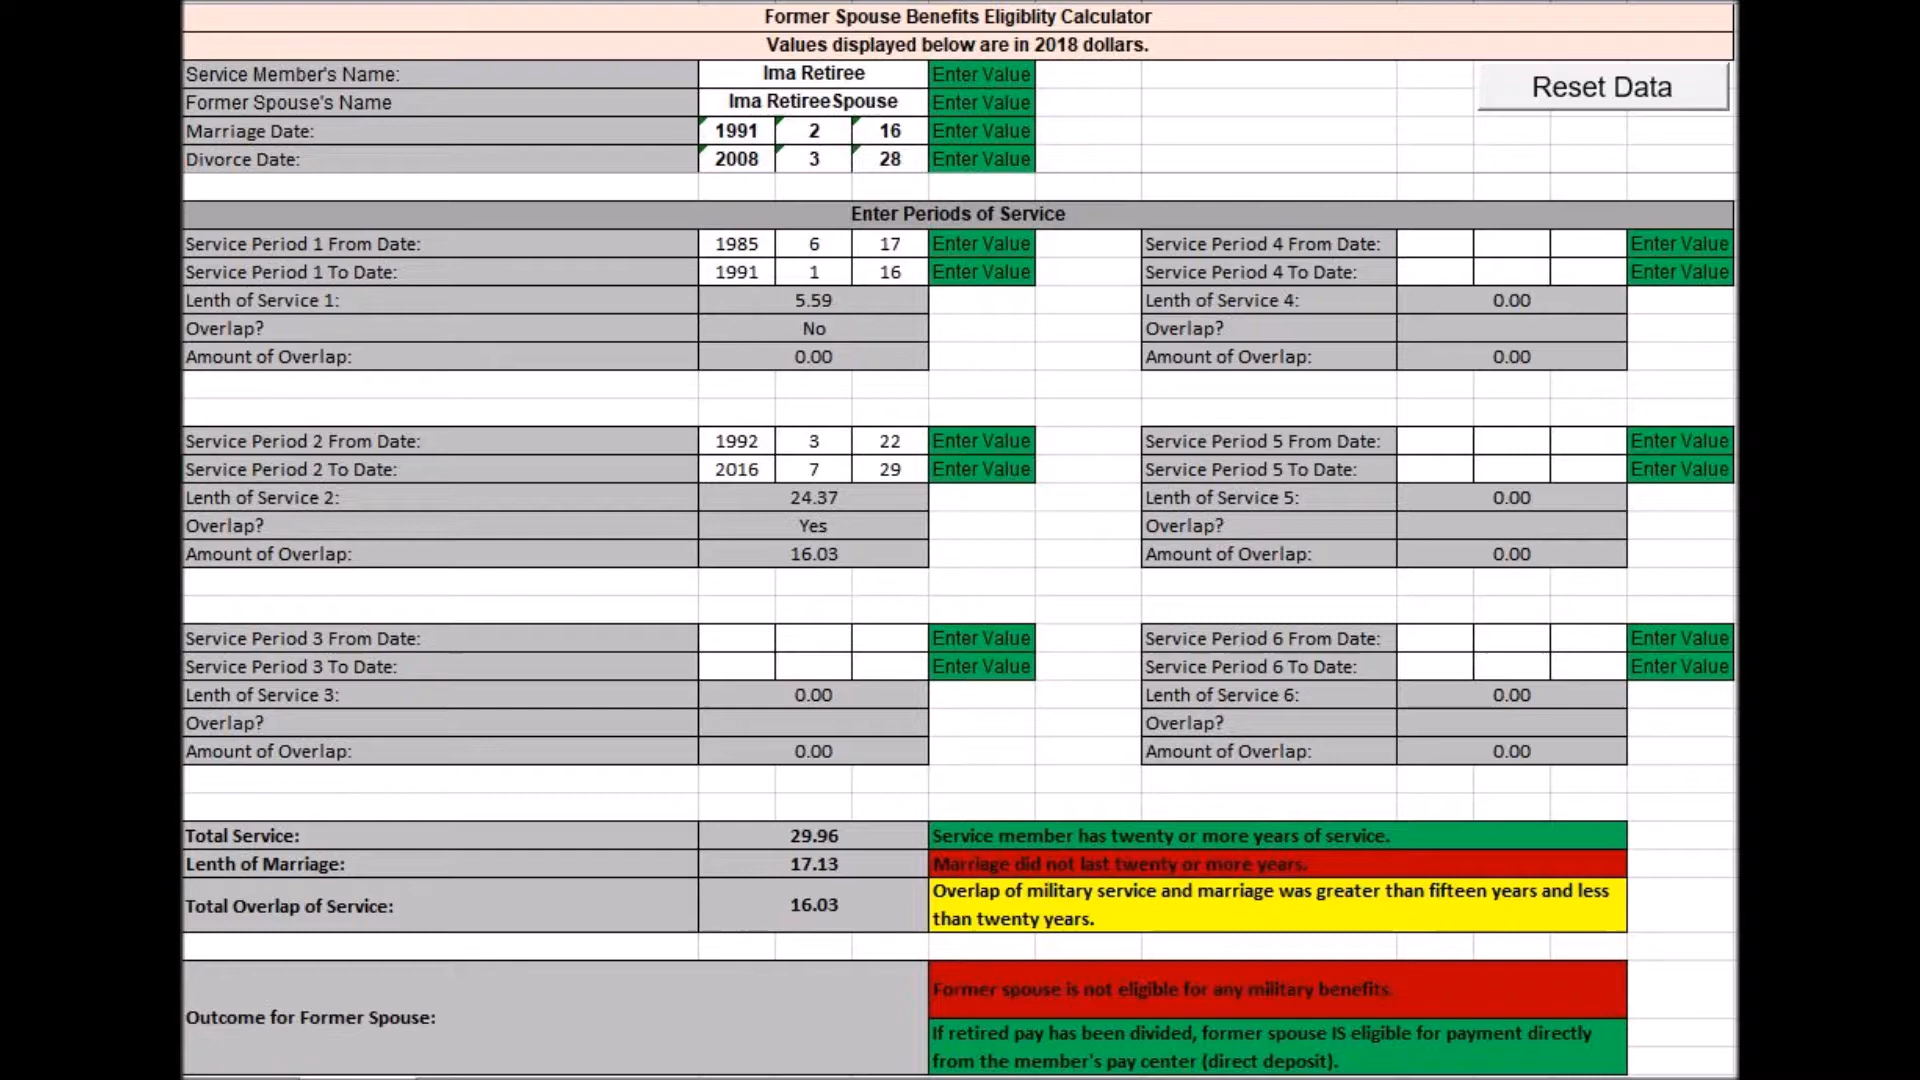 Former Spouse Benefits Eligiblity Calculator
Values displayed below are in 2018 dollars.
Service Member's Name: Ima Retiree Enter Value
Reset Data
Former Spouse's Name Ima RetireeSpouse Enter Value
Marriage Date: 1991 2 16 Enter Value
Divorce Date: 2008 3 28 Enter Value
Enter Periods of Service
Service Period 1 From Date: 1985 6 17 Enter Value Service Period 4 From Date: Enter Value
Service Period 1 To Date: 1991 1 16 Enter Value Service Period 4 To Date: Enter Value
Lenth of Service 1: 5.59 Lenth of Service 4: 0.00
Overlap? No Overlap?
Amount of Overlap: 0.00 Amount of Overlap: 0.00
Service Period 2 From Date: 1992 3 22 Enter Value Service Period 5 From Date: Enter Value
Service Period 2 To Date: 2016 7 29 Enter Value Service Period 5 To Date: Enter Value
Lenth of Service 2: 24.37 Lenth of Service 5: 0.00
Overlap? Yes Overlap?
Amount of Overlap: 16.03 Amount of Overlap: 0.00
Service Period 3 From Date: Enter Value Service Period 6 From Date: Enter Value
Service Period 3 To Date: Enter Value Service Period 6 To Date: Enter Value
Lenth of Service 3: 0.00 Lenth of Service 6: 0.00
Overlap? Overlap?
Amount of Overlap: 0.00 Amount of Overlap: 0.00
Total Service: 29.96 Service member has twenty or more years of service.
Lenth of Marriage: 17.13 Marriage did not last twenty or more years.
Total Overlap of Service: 16.03 Overlap of military service and marriage was greater than fifteen years and less
than twenty years.
Outcome for Former Spouse:
Former spouse is not eligible for any military benefits.
If retired pay has been divided, former spouse IS eligible for payment directly
from the member's pay center (direct deposit).